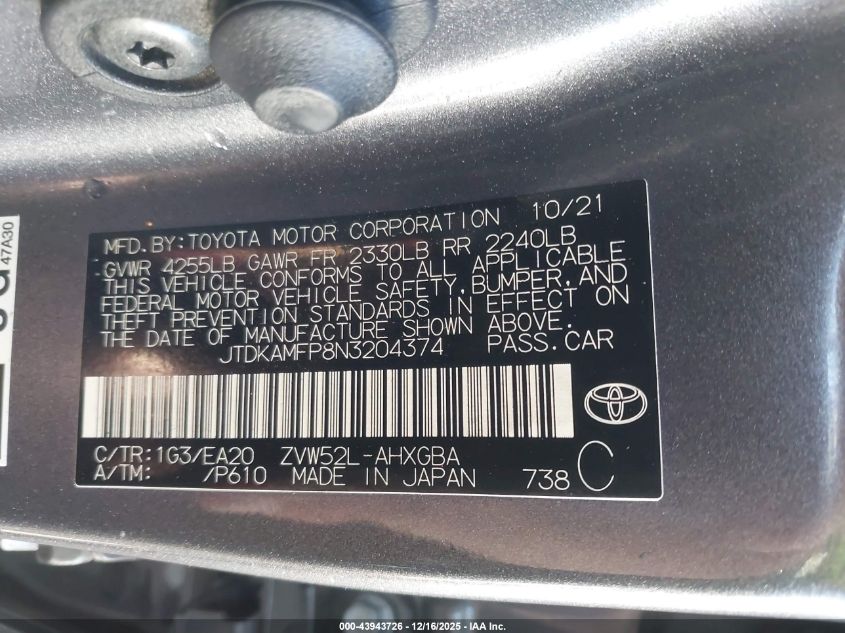 MFD. BY: TOYOTA MOTOR CORPORATION 10/21
GVWR 4255LB GAWR FR 2330LB RR 2240LB
THIS VEHICLE CONFORMS TO ALL APPLICABLE
FEDERAL MOTOR VEHICLE SAFETY, BUMPER, AND
THEFT PREVENTION STANDARDS IN EFFECT ON
THE DATE OF MANUFACTURE SHOWN ABOVE.
JTDKAMFP8N3204374 PASS. CAR
C/TR: 1G3/EA20 ZVW52L-AHXGBA
A/TM: /P610 MADE IN JAPAN 738 C
47A30
000-43943726 - 12/16/2025 - IAA Inc.